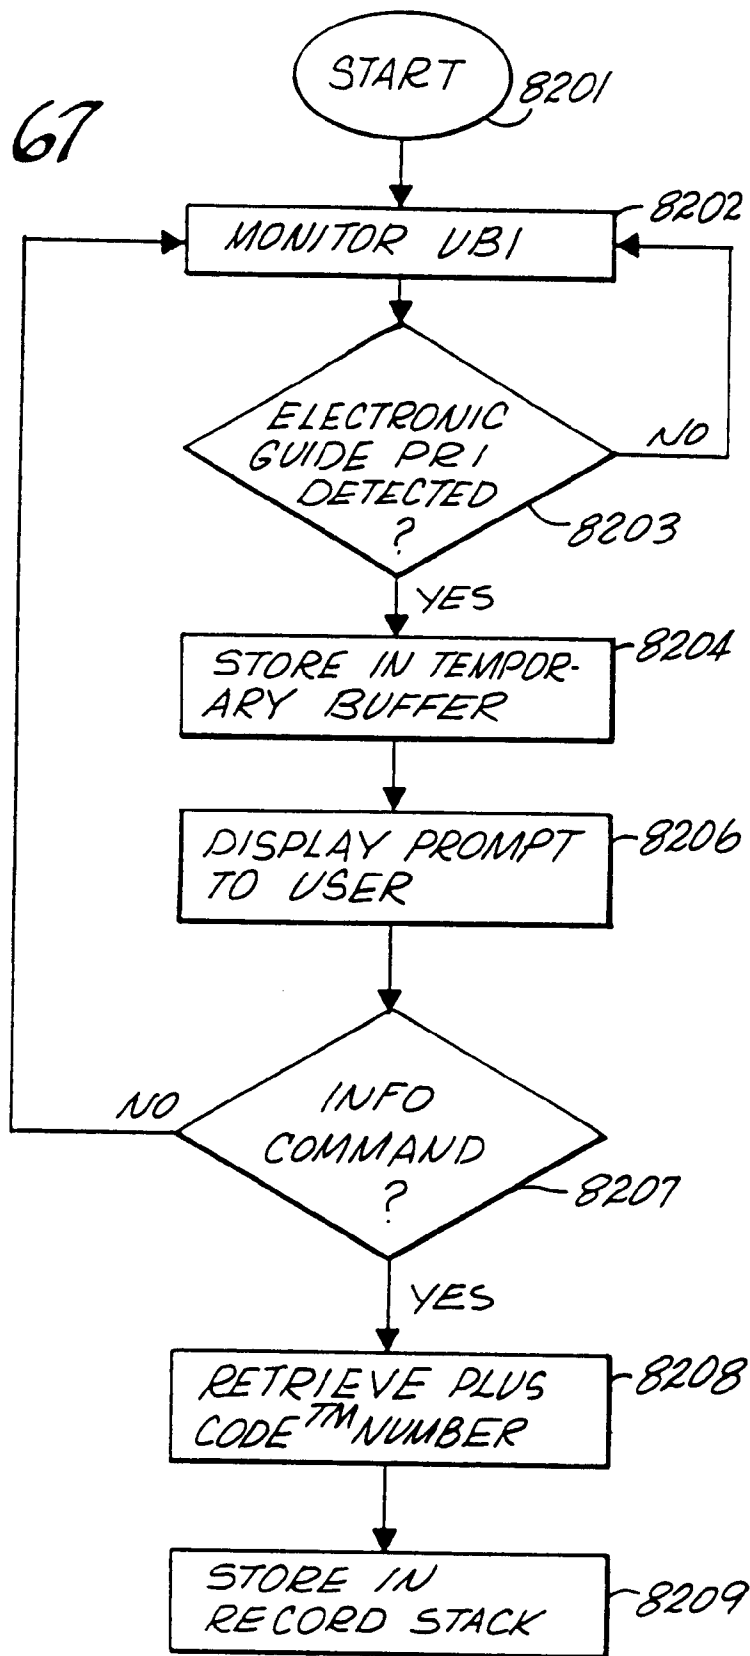 67
START
8201
8202
MONITOR UBI
ELECTRONIC
GUIDE PRI
DETECTED
?
NO
8203
YES
8204
STORE IN TEMPOR-
ARY BUFFER
8206
DISPLAY PROMPT
TO USER
NO
INFO
COMMAND
?
8207
YES
8208
RETRIEVE PLUS
CODE™ NUMBER
STORE IN
RECORD STACK
8209